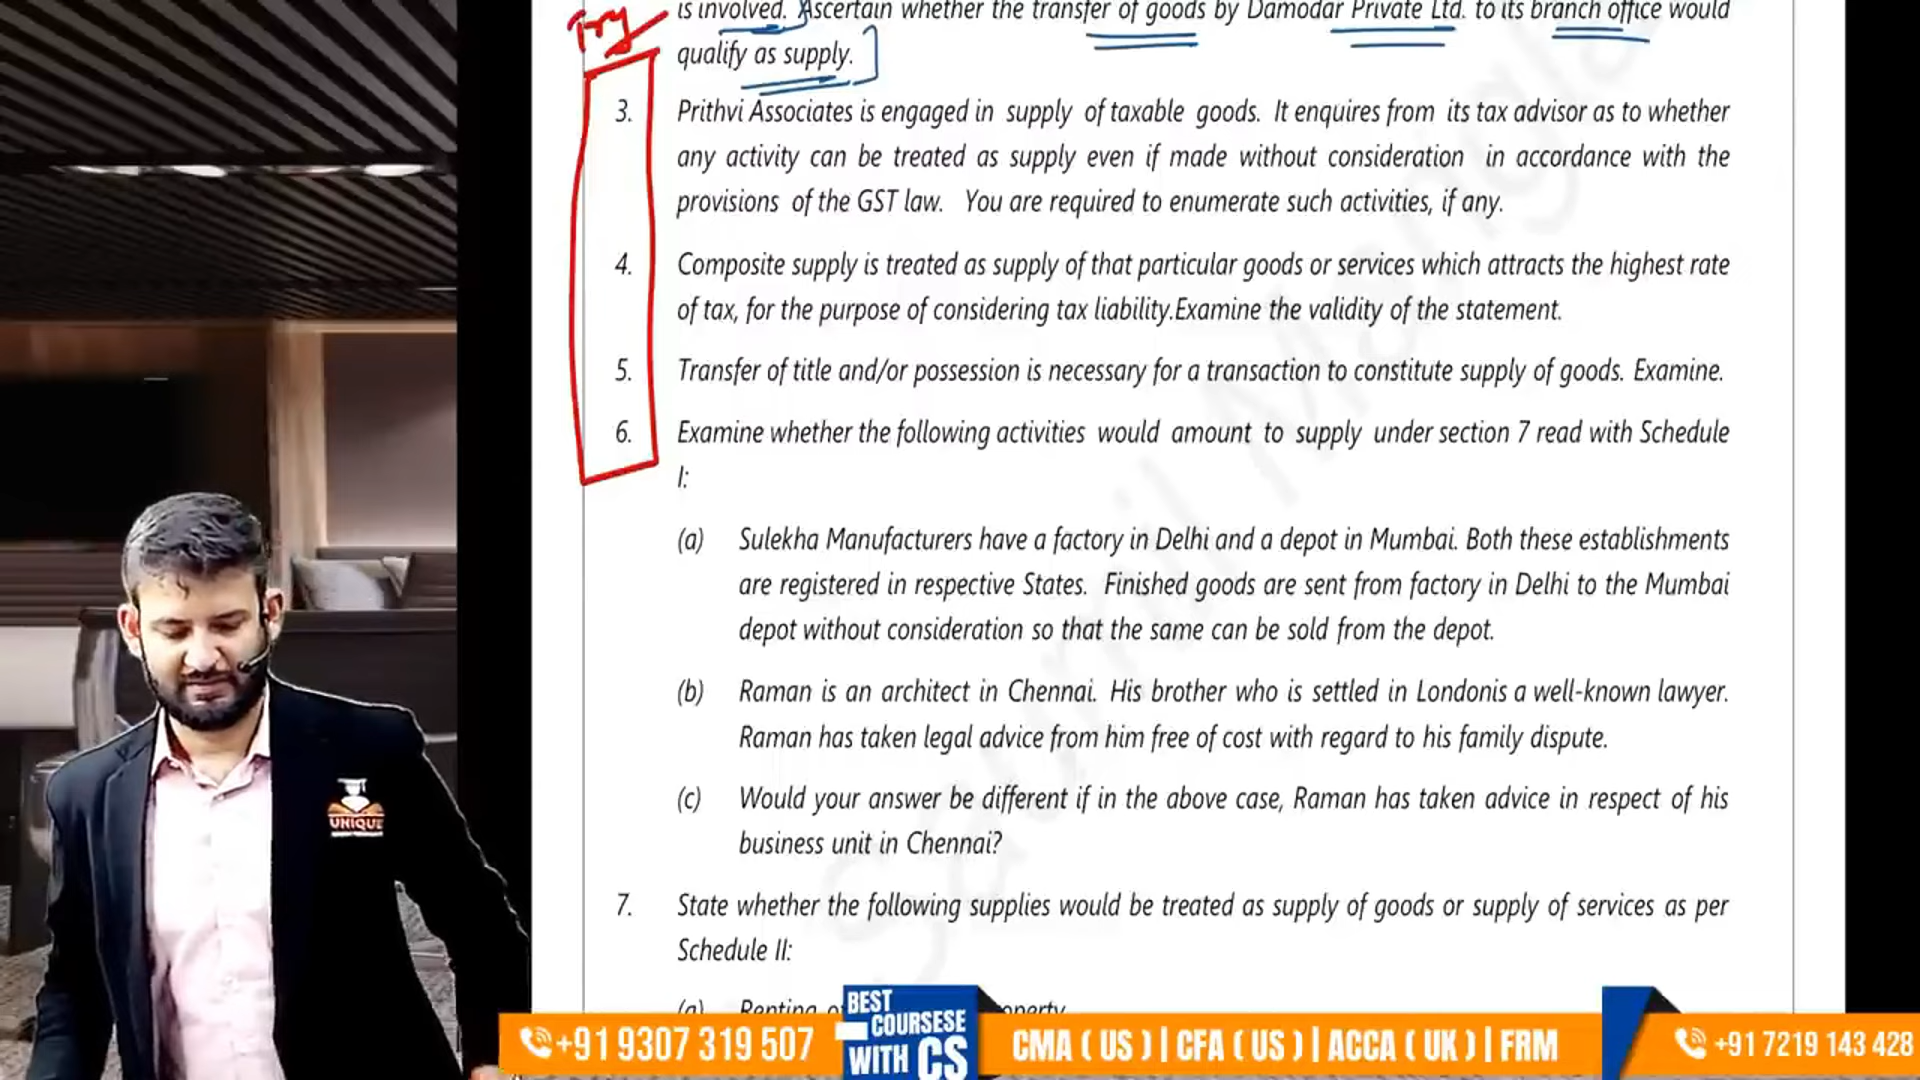 Try
is involved. Ascertain whether the transfer of goods by Damodar Private Ltd. to its branch office would
qualify as supply.
3. Prithvi Associates is engaged in supply of taxable goods. It enquires from its tax advisor as to whether
any activity can be treated as supply even if made without consideration in accordance with the
provisions of the GST law. You are required to enumerate such activities, if any.
4. Composite supply is treated as supply of that particular goods or services which attracts the highest rate
of tax, for the purpose of considering tax liability.Examine the validity of the statement.
5. Transfer of title and/or possession is necessary for a transaction to constitute supply of goods. Examine.
6. Examine whether the following activities would amount to supply under section 7 read with Schedule
I:
(a) Sulekha Manufacturers have a factory in Delhi and a depot in Mumbai. Both these establishments
are registered in respective States. Finished goods are sent from factory in Delhi to the Mumbai
depot without consideration so that the same can be sold from the depot.
(b) Raman is an architect in Chennai. His brother who is settled in Londonis a well-known lawyer.
Raman has taken legal advice from him free of cost with regard to his family dispute.
(c) Would your answer be different if in the above case, Raman has taken advice in respect of his
business unit in Chennai?
7. State whether the following supplies would be treated as supply of goods or supply of services as per
Schedule II:
(a) Renting
UNIQUE
+91 9307 319 507
BEST
COURSESE
WITH CS
CMA ( US ) | CFA ( US ) | ACCA ( UK ) | FRM
+91 7219 143 428